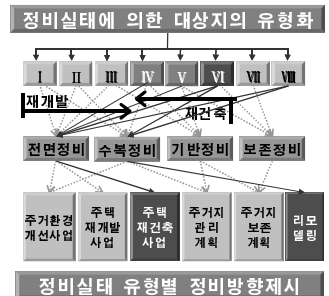 정비실태에 의한 대상지의 유형화
Ⅰ Ⅱ Ⅲ Ⅳ Ⅴ Ⅵ Ⅶ Ⅷ
재개발
재건축
전면정비 수복정비 기반정비 보존정비
주거환경 주택 주택 주거지 주거지 리모
개선사업 재개발 재건축 관리 보존 델링
사업 사업 계획 계획
정비실태 유형별 정비방향제시